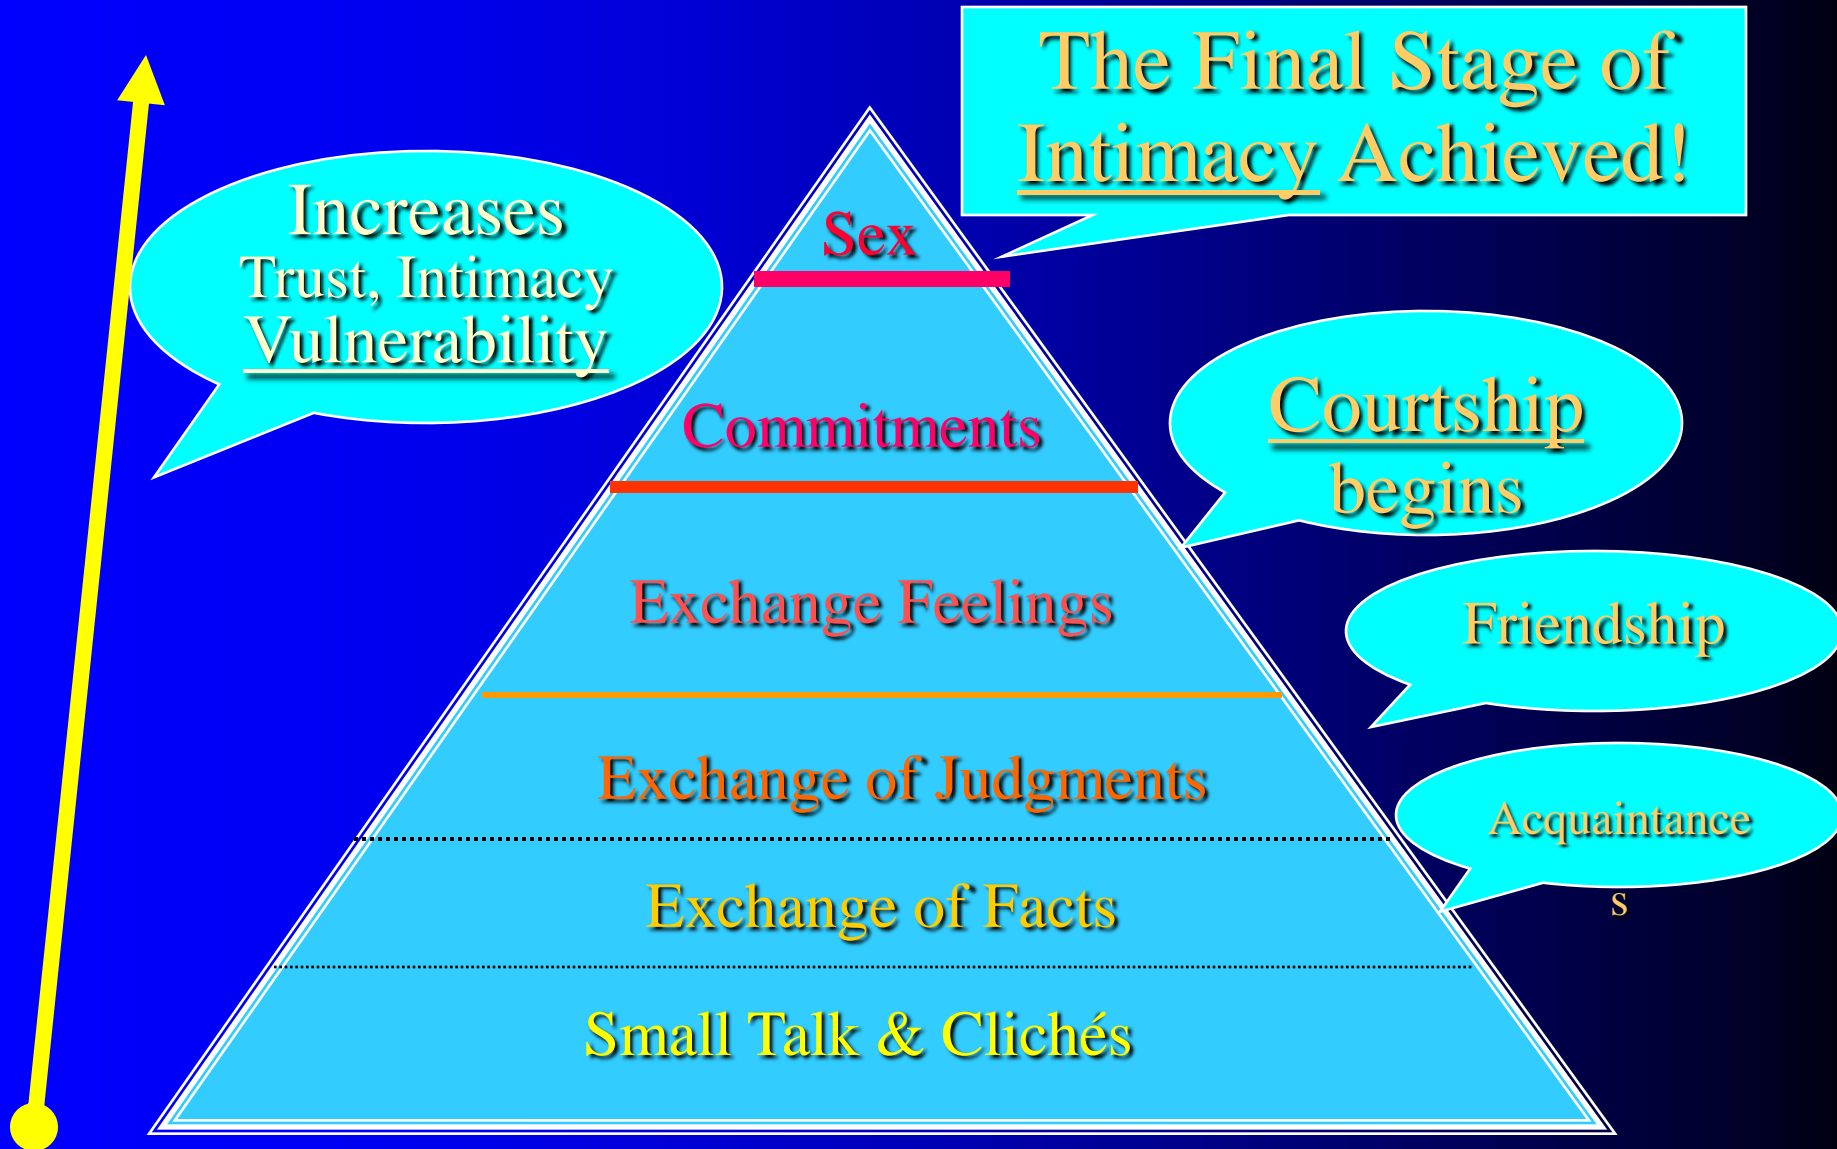 The Final Stage of
Intimacy Achieved!
Increases
Trust, Intimacy
Vulnerability
Sex
Courtship
begins
Commitments
Exchange Feelings
Friendship
Exchange of Judgments
Acquaintance
s
Exchange of Facts
Small Talk & Clichés